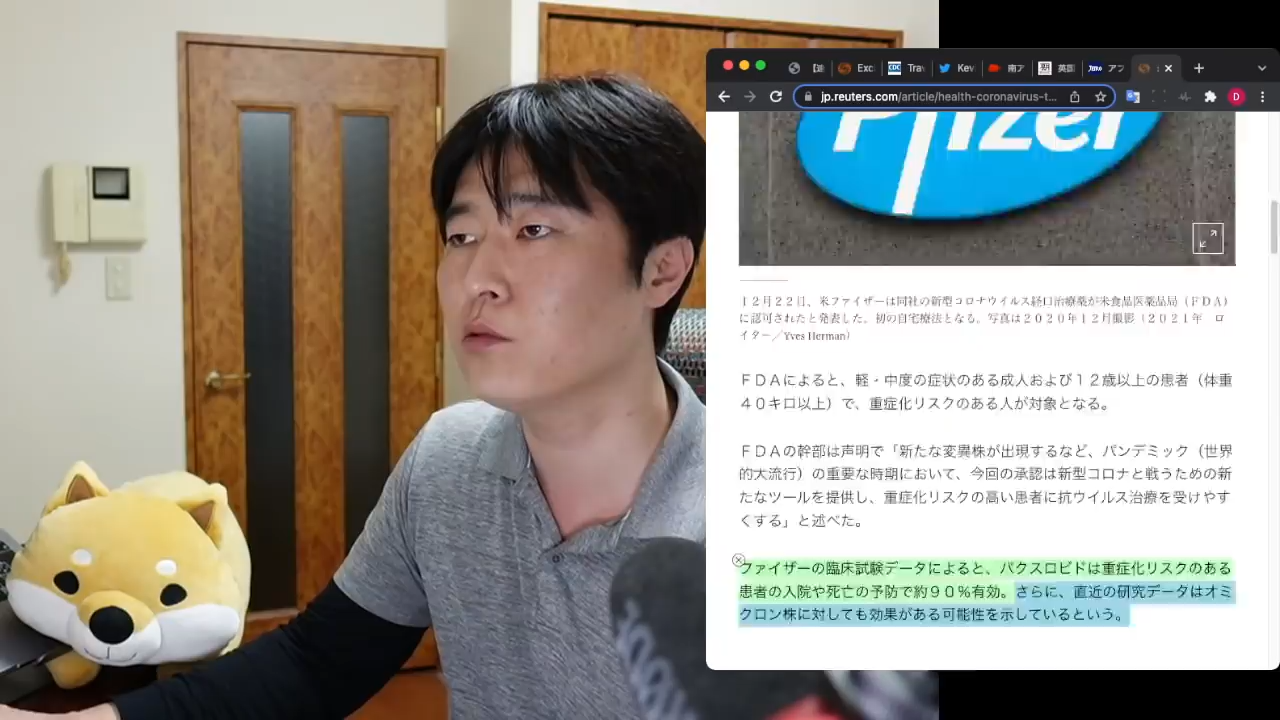 Exc
CDC
Tra
Kev
南ア
英国
アフ
jp.reuters.com/article/health-coronavirus-t...
D
Pfizer
１２月２２日、米ファイザーは同社の新型コロナウイルス経口治療薬が米食品医薬品局（ＦＤＡ）
に認可されたと発表した。初の自宅療法となる。写真は２０２０年１２月撮影（２０２１年　ロ
イター／Yves Herman）
ＦＤＡによると、軽・中度の症状のある成人および１２歳以上の患者（体重
４０キロ以上）で、重症化リスクのある人が対象となる。
ＦＤＡの幹部は声明で「新たな変異株が出現するなど、パンデミック（世界
的大流行）の重要な時期において、今回の承認は新型コロナと戦うための新
たなツールを提供し、重症化リスクの高い患者に抗ウイルス治療を受けやす
くする」と述べた。
ファイザーの臨床試験データによると、パクスロビドは重症化リスクのある
患者の入院や死亡の予防で約９０％有効。さらに、直近の研究データはオミ
クロン株に対しても効果がある可能性を示しているという。